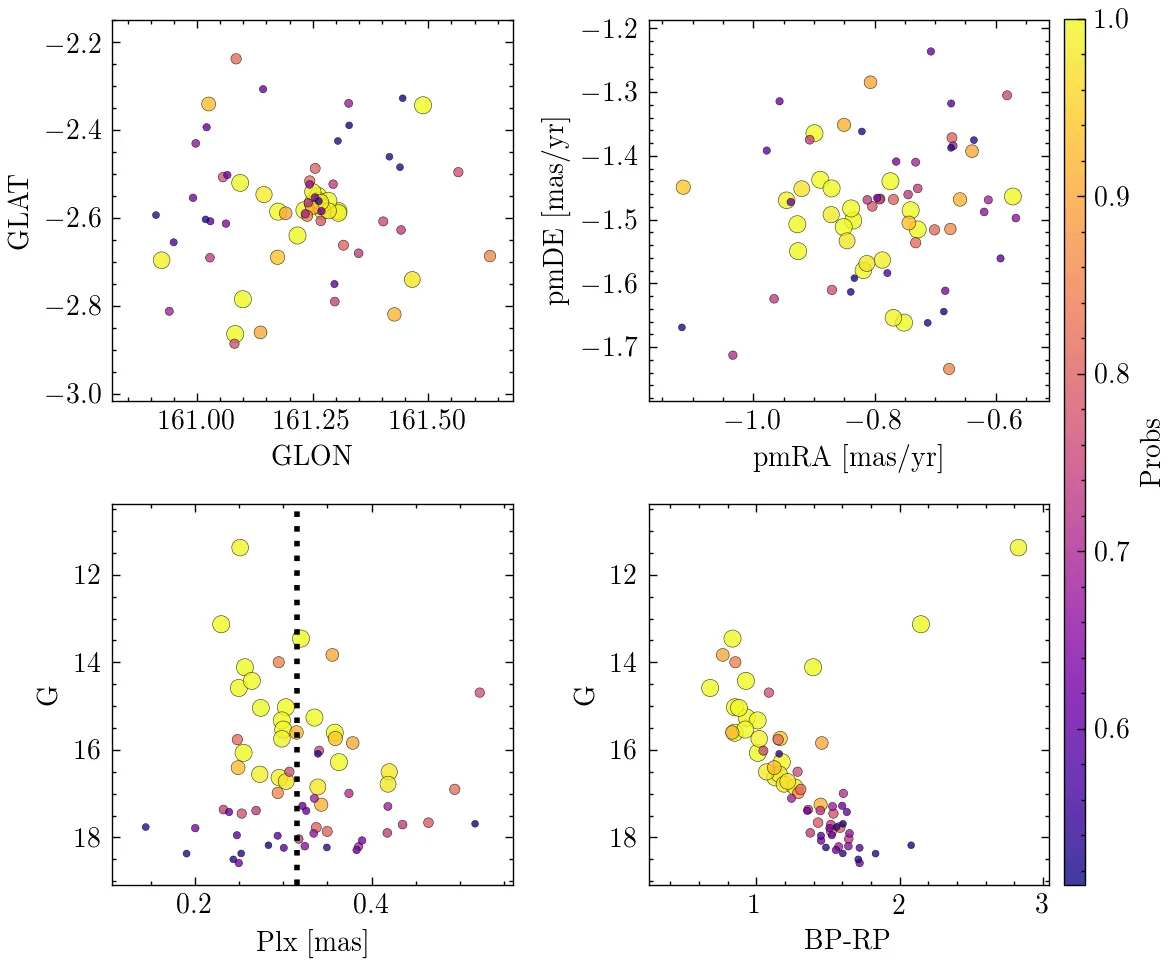 −2.2
−2.4
−2.6
−2.8
−3.0
GLAT
161.00 161.25 161.50
GLON
−1.2
−1.3
−1.4
−1.5
−1.6
−1.7
pmDE [mas/yr]
−1.0 −0.8 −0.6
pmRA [mas/yr]
1.0
0.9
0.8
0.7
0.6
Probs
12
14
16
18
G
0.2 0.4
Plx [mas]
12
14
16
18
G
1 2 3
BP-RP